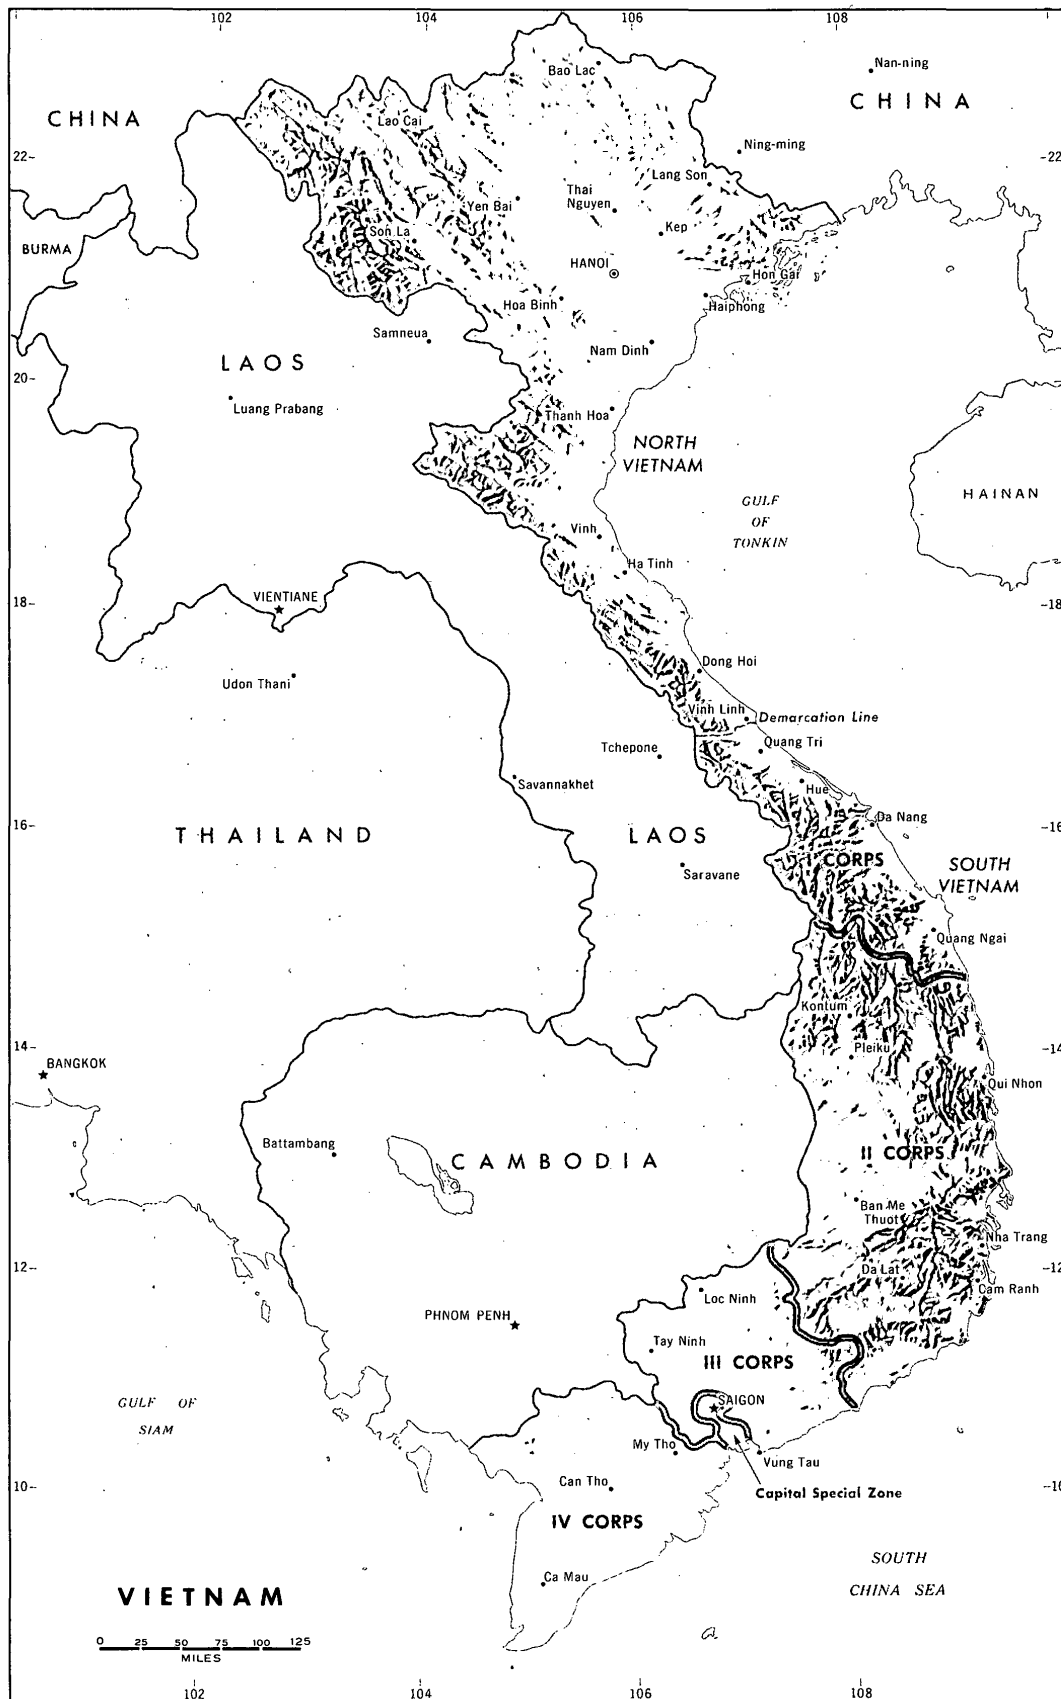 102
104
106
108
Bao Lac
Nan-ning
CHINA
CHINA
Lao Cai
22
Ning-ming
22
Lang Son
Thai
Nguyen
Yen Bai
Son La
Kep
BURMA
HANOI
Hon Gai
Hoa Binh
Haiphong
Samneua
Nam Dinh
LAOS
20
Luang Prabang
Thanh Hoa
NORTH
VIETNAM
HAINAN
GULF
OF
TONKIN
Vinh
Ha Tinh
VIENTIANE
18
18
Dong Hoi
Udon Thani
Vinh Linh
Demarcation Line
Quang Tri
Tchepone
Savannakhet
Hue
Da Nang
16
16
THAILAND
LAOS
I CORPS
SOUTH
VIETNAM
Saravane
Quang Ngai
Kontum
14
Pleiku
14
BANGKOK
Qui Nhon
Battambang
CAMBODIA
II CORPS
Ban Me
Thuot
Nha Trang
12
Da Lat
12
Cam Ranh
Loc Ninh
PHNOM PENH
Tay Ninh
III CORPS
GULF OF
SIAM
SAIGON
My Tho
Vung Tau
10
Can Tho
Capital Special Zone
IV CORPS
SOUTH
CHINA SEA
Ca Mau
VIETNAM
0 25 50 75 100 125
MILES
102
104
106
108